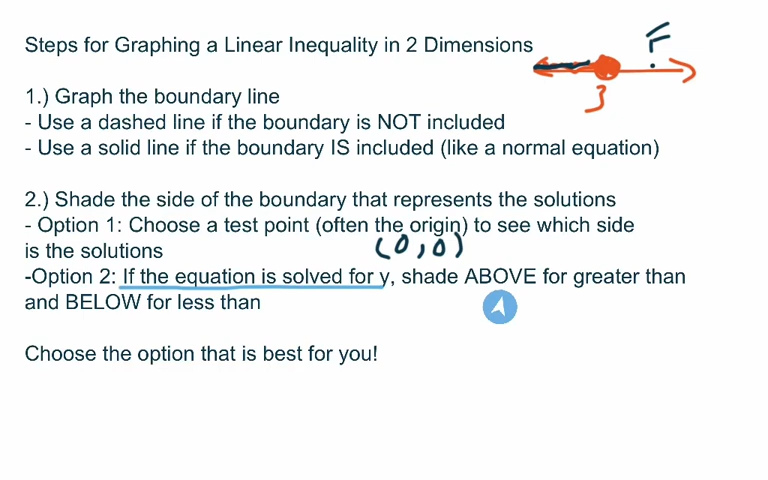 Steps for Graphing a Linear Inequality in 2 Dimensions
F
3
1.) Graph the boundary line
- Use a dashed line if the boundary is NOT included
- Use a solid line if the boundary IS included (like a normal equation)
2.) Shade the side of the boundary that represents the solutions
- Option 1: Choose a test point (often the origin) to see which side
is the solutions
(0,0)
-Option 2: If the equation is solved for y, shade ABOVE for greater than
and BELOW for less than
Choose the option that is best for you!